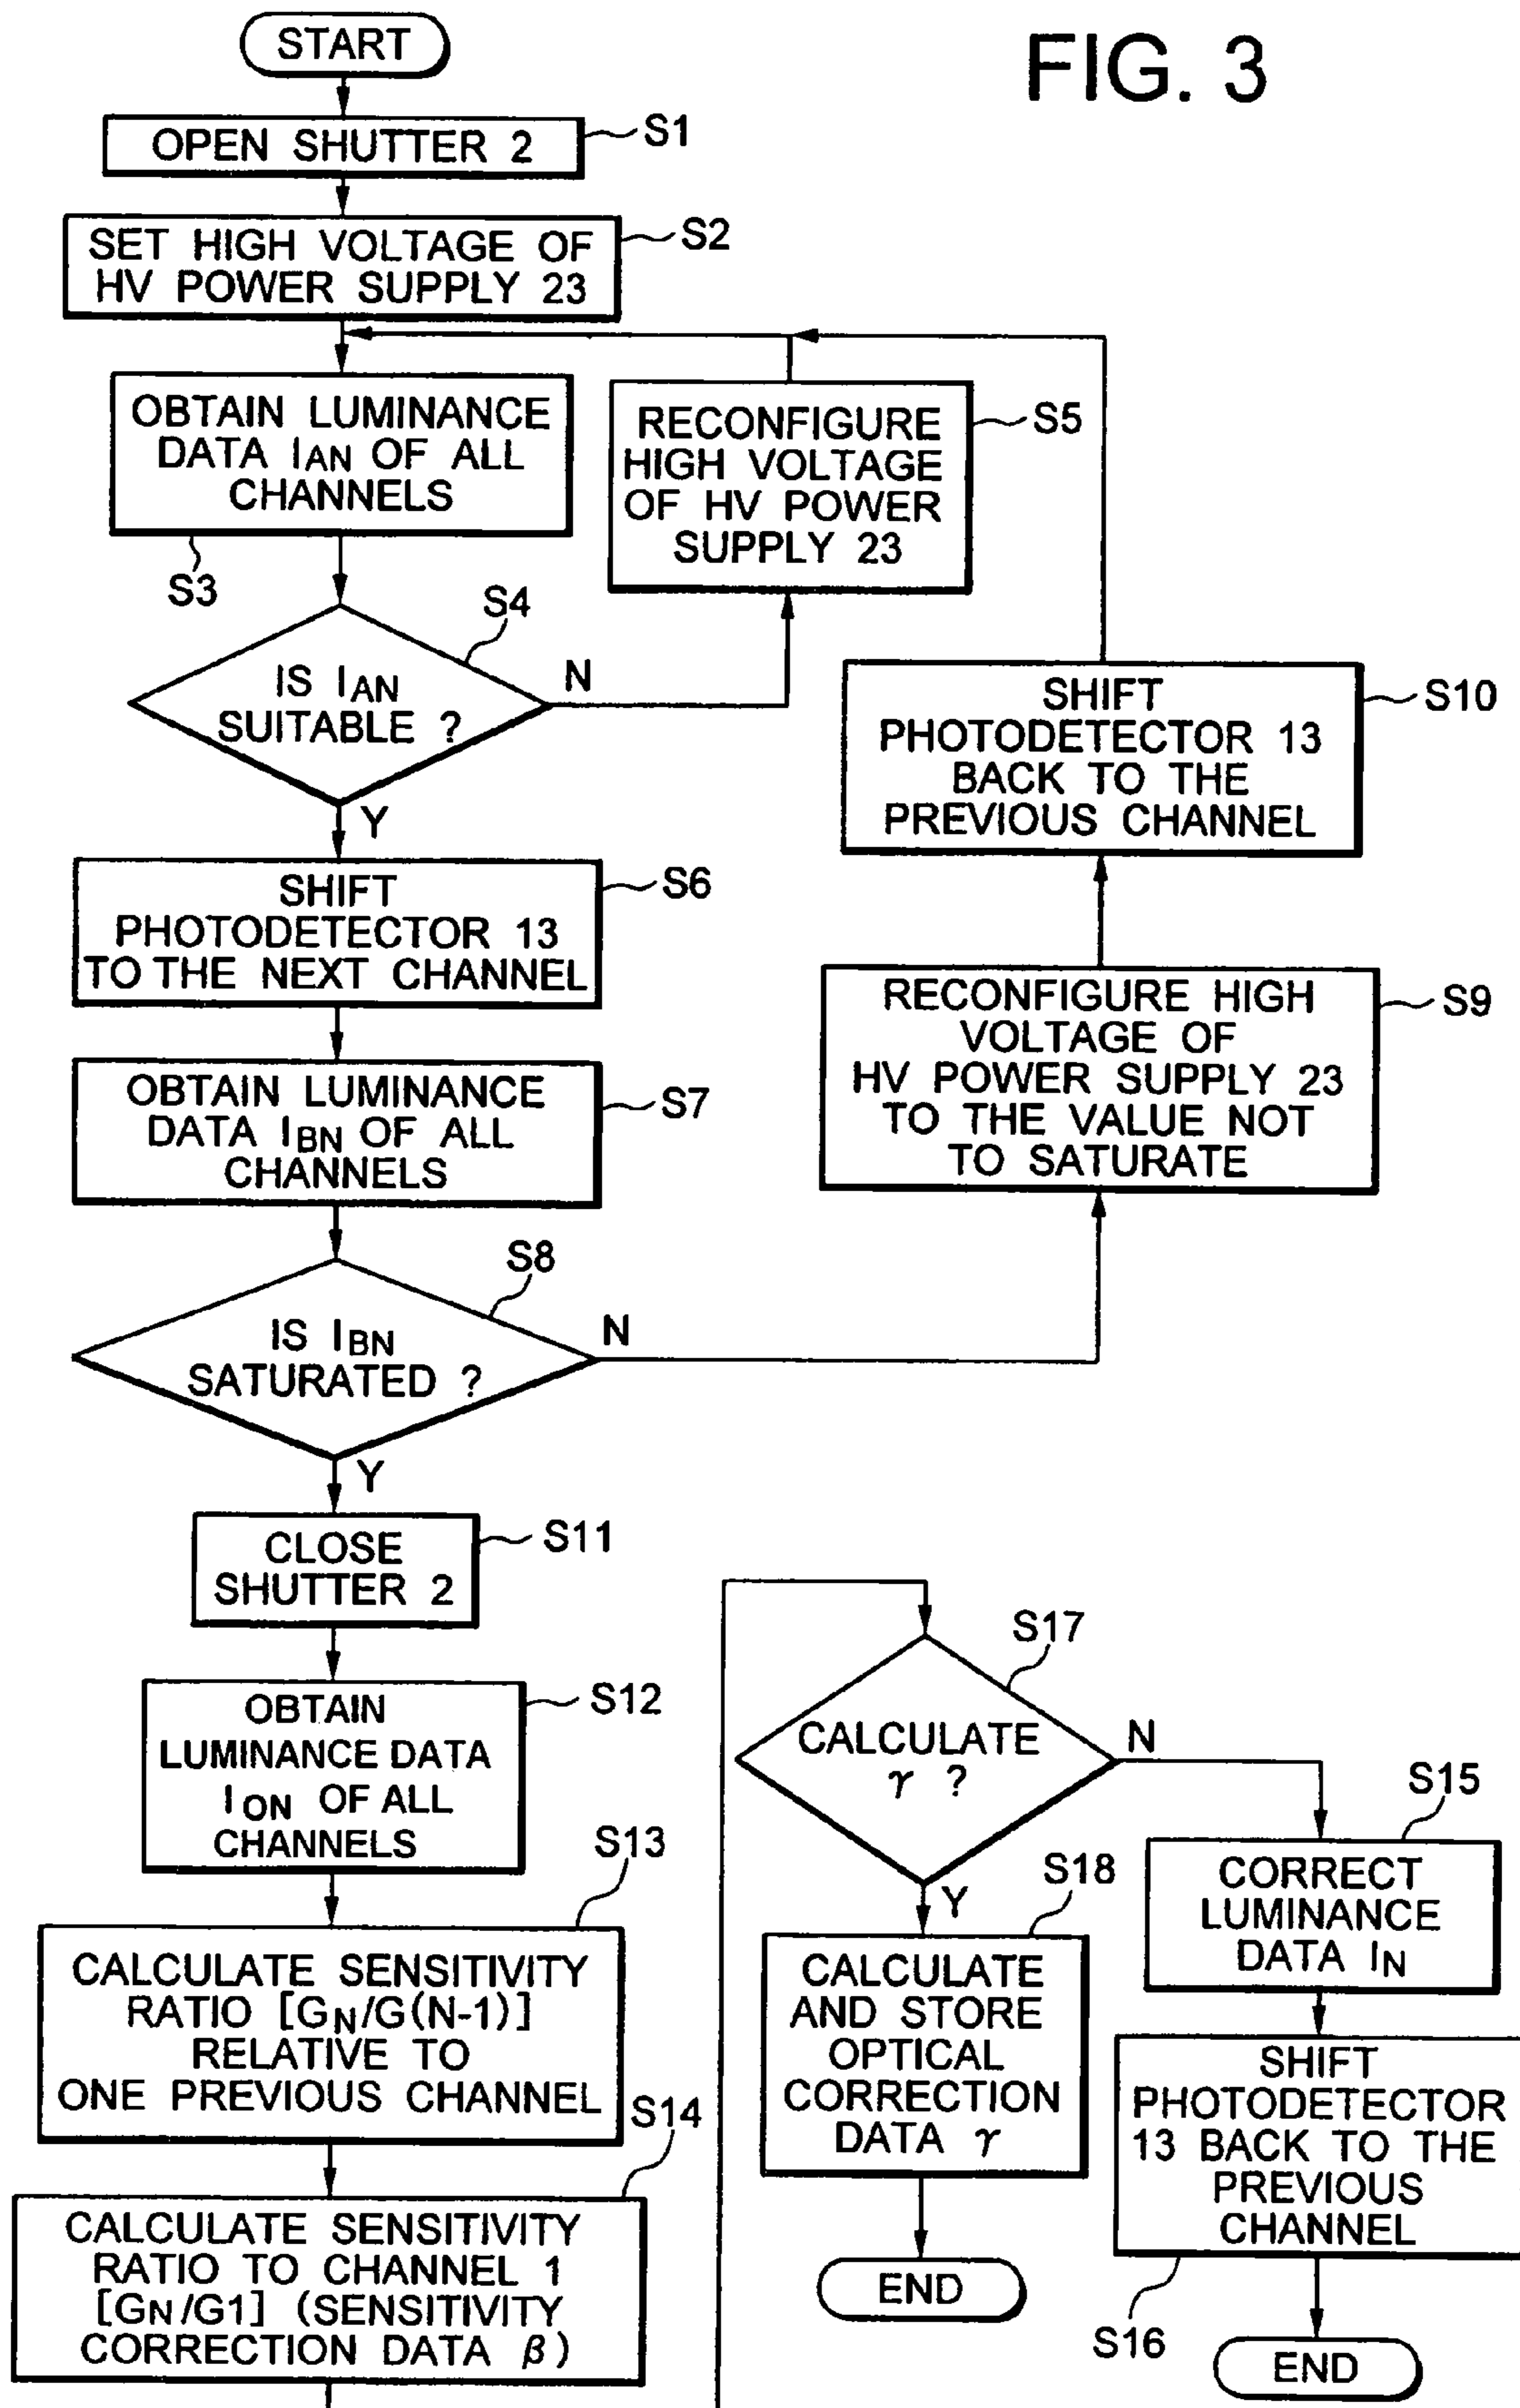 FIG. 3
START
OPEN SHUTTER 2
S1
SET HIGH VOLTAGE OF
HV POWER SUPPLY 23
S2
OBTAIN LUMINANCE
DATA IAN OF ALL
CHANNELS
S3
RECONFIGURE
HIGH VOLTAGE
OF HV POWER
SUPPLY 23
S5
S4
IS IAN
SUITABLE ?
N
Y
SHIFT
PHOTODETECTOR 13
BACK TO THE
PREVIOUS CHANNEL
S10
SHIFT
PHOTODETECTOR 13
TO THE NEXT CHANNEL
S6
RECONFIGURE HIGH
VOLTAGE OF
HV POWER SUPPLY 23
TO THE VALUE NOT
TO SATURATE
S9
OBTAIN LUMINANCE
DATA IBN OF ALL
CHANNELS
S7
S8
IS IBN
SATURATED ?
N
Y
CLOSE
SHUTTER 2
S11
OBTAIN
LUMINANCE DATA
ION OF ALL
CHANNELS
S12
S13
CALCULATE SENSITIVITY
RATIO [GN/G(N-1)]
RELATIVE TO
ONE PREVIOUS CHANNEL
S14
CALCULATE SENSITIVITY
RATIO TO CHANNEL 1
[GN/G1] (SENSITIVITY
CORRECTION DATA β)
S17
CALCULATE
γ ?
N
Y
S18
CALCULATE
AND STORE
OPTICAL
CORRECTION
DATA γ
END
S15
CORRECT
LUMINANCE
DATA IN
SHIFT
PHOTODETECTOR
13 BACK TO THE
PREVIOUS
CHANNEL
S16
END